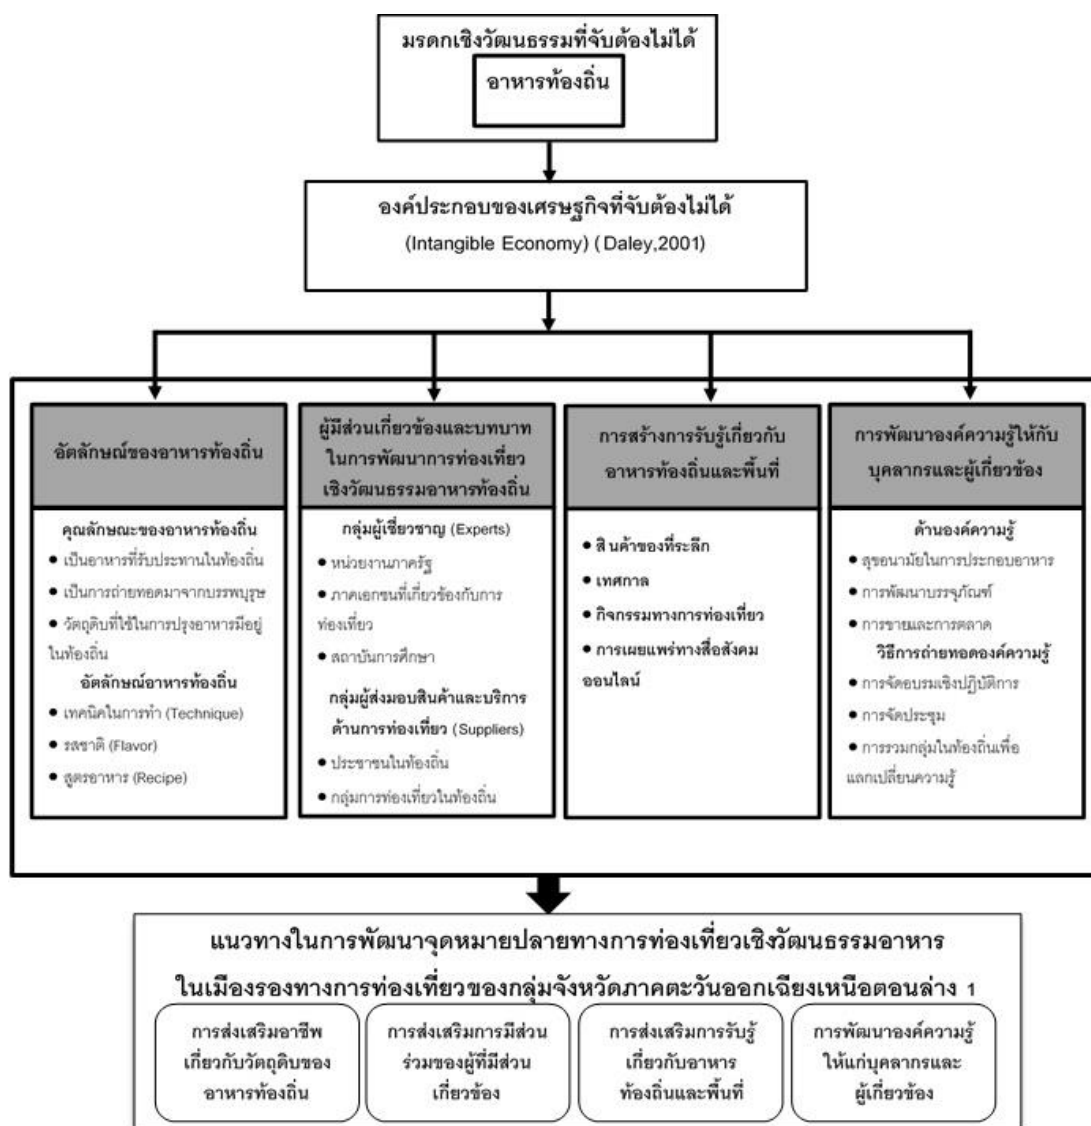 มรดกเชิงวัฒนธรรมที่จับต้องไม่ได้
อาหารท้องถิ่น
องค์ประกอบของเศรษฐกิจที่จับต้องไม่ได้
(Intangible Economy) (Daley,2001)
อัตลักษณ์ของอาหารท้องถิ่น
คุณลักษณะของอาหารท้องถิ่น
● เป็นอาหารที่รับประทานในท้องถิ่น
● เป็นการถ่ายทอดมาจากบรรพบุรุษ
● วัตถุดิบที่ใช้ในการปรุงอาหารมีอยู่
ในท้องถิ่น
อัตลักษณ์อาหารท้องถิ่น
● เทคนิคในการทำ (Technique)
● รสชาติ (Flavor)
● สูตรอาหาร (Recipe)
ผู้มีส่วนเกี่ยวข้องและบทบาท
ในการพัฒนาการท่องเที่ยว
เชิงวัฒนธรรมอาหารท้องถิ่น
กลุ่มผู้เชี่ยวชาญ (Experts)
● หน่วยงานภาครัฐ
● ภาคเอกชนที่เกี่ยวข้องกับการ
ท่องเที่ยว
● สถาบันการศึกษา
กลุ่มผู้ส่งมอบสินค้าและบริการ
ด้านการท่องเที่ยว (Suppliers)
● ประชาชนในท้องถิ่น
● กลุ่มการท่องเที่ยวในท้องถิ่น
การสร้างการรับรู้เกี่ยวกับ
อาหารท้องถิ่นและพื้นที่
● สินค้าของที่ระลึก
● เทศกาล
● กิจกรรมทางการท่องเที่ยว
● การเผยแพร่ทางสื่อสังคม
ออนไลน์
การพัฒนาองค์ความรู้ให้กับ
บุคลากรและผู้เกี่ยวข้อง
ด้านองค์ความรู้
● สุขอนามัยในการประกอบอาหาร
● การพัฒนาบรรจุภัณฑ์
● การขายและการตลาด
วิธีการถ่ายทอดองค์ความรู้
● การจัดอบรมเชิงปฏิบัติการ
● การจัดประชุม
● การรวมกลุ่มในท้องถิ่นเพื่อ
แลกเปลี่ยนความรู้
แนวทางในการพัฒนาจุดหมายปลายทางการท่องเที่ยวเชิงวัฒนธรรมอาหาร
ในเมืองรองทางการท่องเที่ยวของกลุ่มจังหวัดภาคตะวันออกเฉียงเหนือตอนล่าง 1
การส่งเสริมอาชีพ
เกี่ยวกับวัตถุดิบของ
อาหารท้องถิ่น
การส่งเสริมการมีส่วน
ร่วมของผู้ที่มีส่วน
เกี่ยวข้อง
การส่งเสริมการรับรู้
เกี่ยวกับอาหาร
ท้องถิ่นและพื้นที่
การพัฒนาองค์ความรู้
ให้แก่บุคลากรและ
ผู้เกี่ยวข้อง